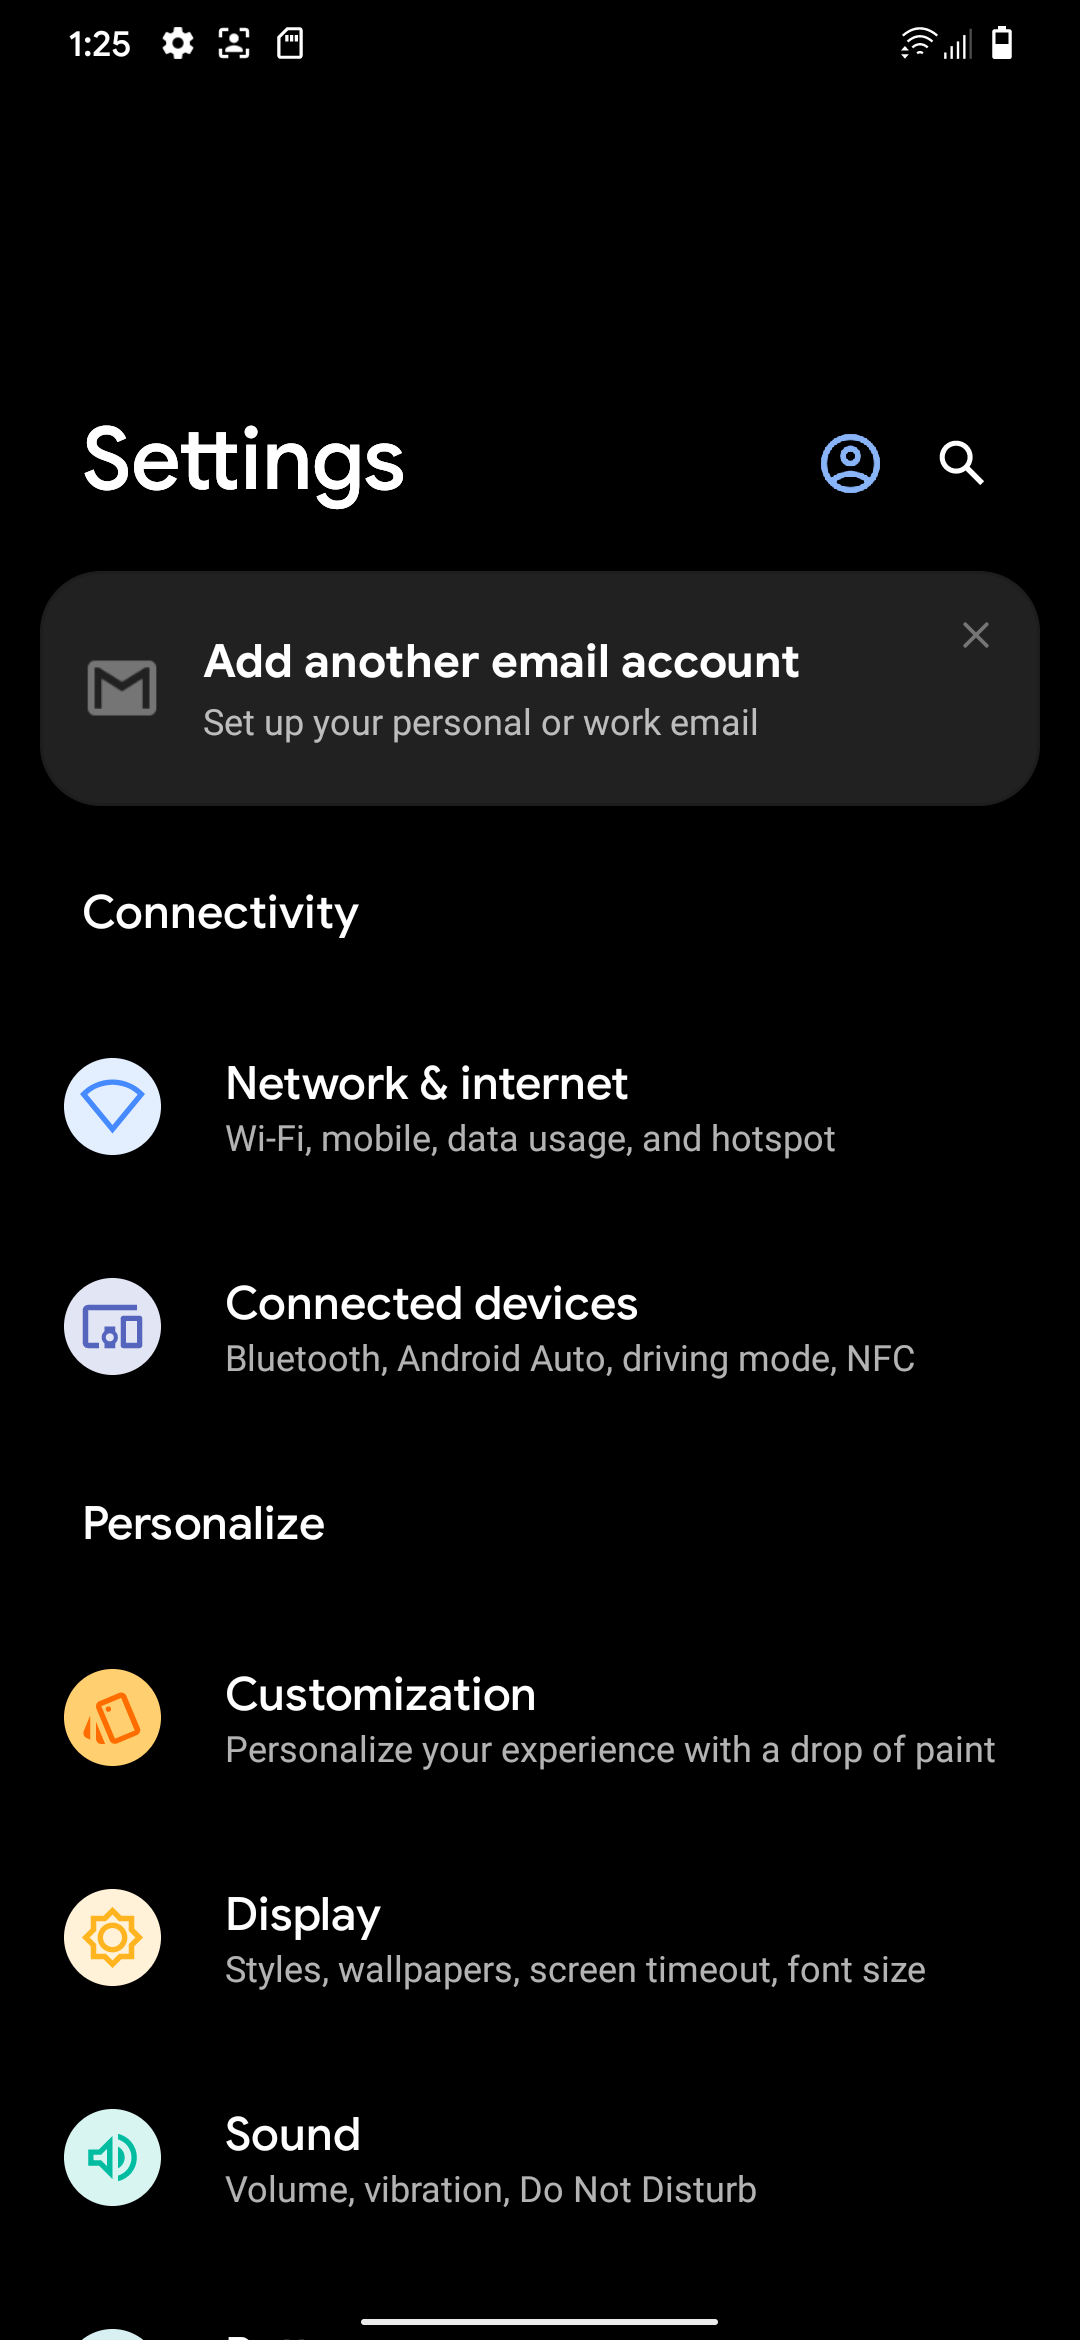 1:25
Settings
Add another email account
Set up your personal or work email
Connectivity
Network & internet
Wi-Fi, mobile, data usage, and hotspot
Connected devices
Bluetooth, Android Auto, driving mode, NFC
Personalize
Customization
Personalize your experience with a drop of paint
Display
Styles, wallpapers, screen timeout, font size
Sound
Volume, vibration, Do Not Disturb